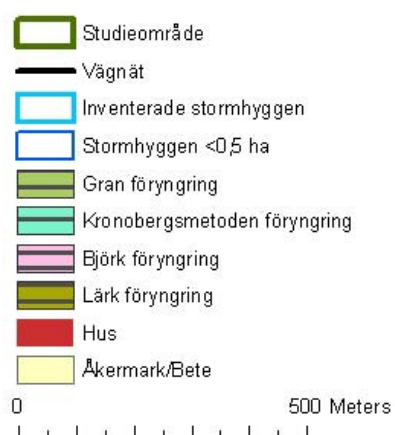 Studieområde
Vägnät
Inventerade stormhyggen
Stormhyggen <0,5 ha
Gran föryngring
Kronobergsmetoden föryngring
Björk föryngring
Lärk föryngring
Hus
Åkermark/Bete
0 500 Meters